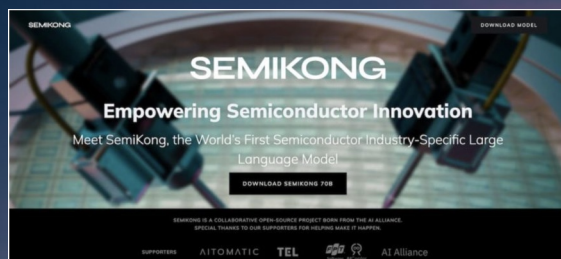 SEMIKONG
DOWNLOAD MODEL
SEMIKONG
Empowering Semiconductor Innovation
Meet SemiKong, the World's First Semiconductor Industry-Specific Large
Language Model
DOWNLOAD SEMIKONG 70B
SEMIKONG IS A COLLABORATIVE OPEN-SOURCE PROJECT BORN FROM THE AI ALLIANCE.
SPECIAL THANKS TO OUR SUPPORTERS FOR HELPING MAKE IT HAPPEN.
SUPPORTERS
AITOMATIC
TEL
FPT
AI Alliance